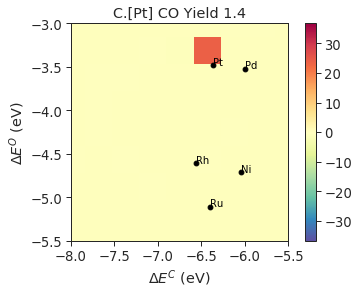 C.[Pt] CO Yield 1.4
−3.0
−3.5
−4.0
−4.5
−5.0
−5.5
ΔE^O (eV)
Pt
Pd
Rh
Ni
Ru
−8.0 −7.5 −7.0 −6.5 −6.0 −5.5
ΔE^C (eV)
30
20
10
0
−10
−20
−30